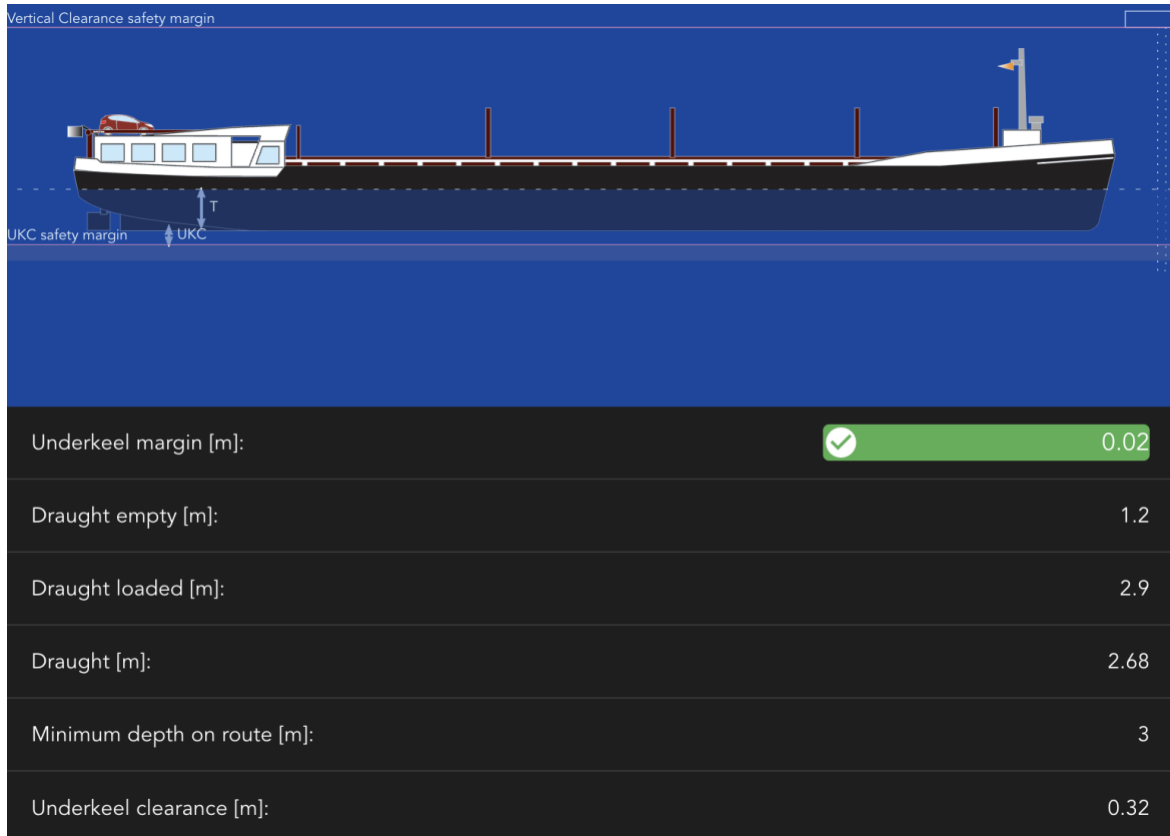 Vertical Clearance safety margin
T
UKC safety margin
UKC
Underkeel margin [m]: 0.02
Draught empty [m]: 1.2
Draught loaded [m]: 2.9
Draught [m]: 2.68
Minimum depth on route [m]: 3
Underkeel clearance [m]: 0.32